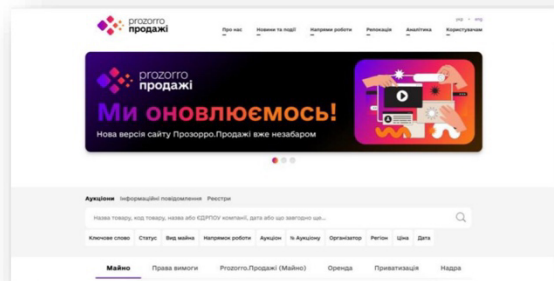 prozorro
продажі
укр
eng
Про нас Новини та події Напрями роботи Релокація Аналітика Користувачам
prozorro
продажі
Ми оновлюємось!
Нова версія сайту Прозорро.Продажі вже незабаром
Аукціони Інформаційні повідомлення Реєстри
Назва товару, код товару, назва або ЄДРПОУ компанії, дата або що завгодно ще...
Ключове слово Статус Вид майна Напрямок роботи Аукціон № Аукціону Організатор Регіон Ціна Дата
Майно Права вимоги Prozorro.Продажі (Майно) Оренда Приватизація Надра